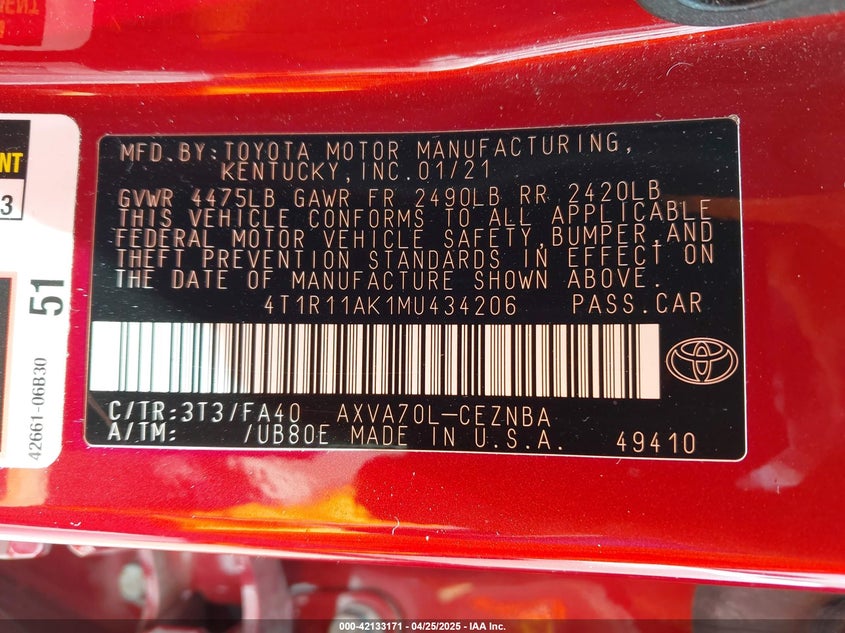 MFD.BY:TOYOTA MOTOR MANUFACTURING,
KENTUCKY,INC.01/21
GVWR 4475LB GAWR FR 2490LB RR 2420LB
THIS VEHICLE CONFORMS TO ALL APPLICABLE
FEDERAL MOTOR VEHICLE SAFETY,BUMPER,AND
THEFT PREVENTION STANDARDS IN EFFECT ON
THE DATE OF MANUFACTURE SHOWN ABOVE.
4T1R11AK1MU434206 PASS.CAR
C/TR:3T3/FA40 AXVA70L-CEZNBA
A/TM: /UB80E MADE IN U.S.A. 49410
NT
3
51
42661-06B30
000-42133171 - 04/25/2025 - IAA Inc.